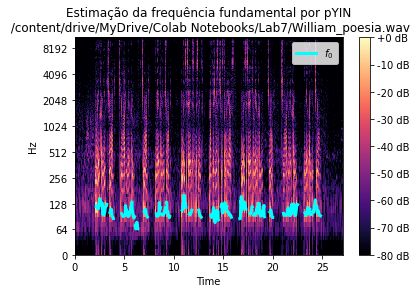 Estimação da frequência fundamental por pYIN
/content/drive/MyDrive/Colab Notebooks/Lab7/William_poesia.wav
f0
8192
4096
2048
1024
512
256
128
64
0
Hz
0 5 10 15 20 25
Time
+0 dB
-10 dB
-20 dB
-30 dB
-40 dB
-50 dB
-60 dB
-70 dB
-80 dB